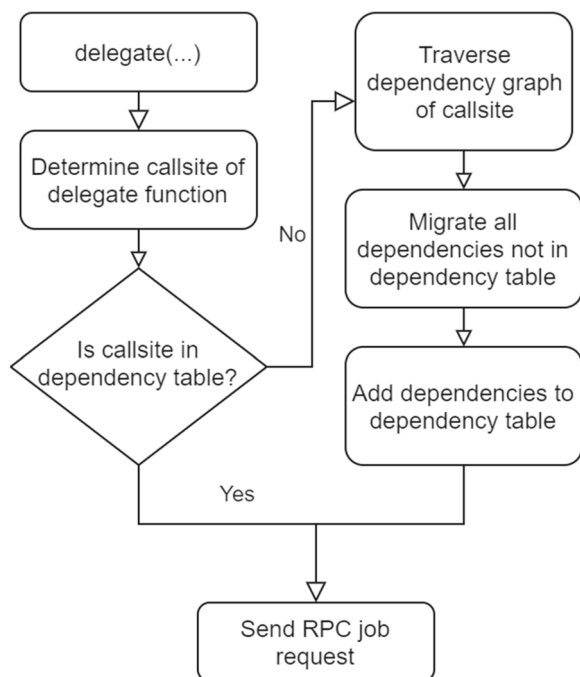 delegate(...)
Determine callsite of
delegate function
Is callsite in
dependency table?
No
Traverse
dependency graph
of callsite
Migrate all
dependencies not in
dependency table
Add dependencies to
dependency table
Yes
Send RPC job
request